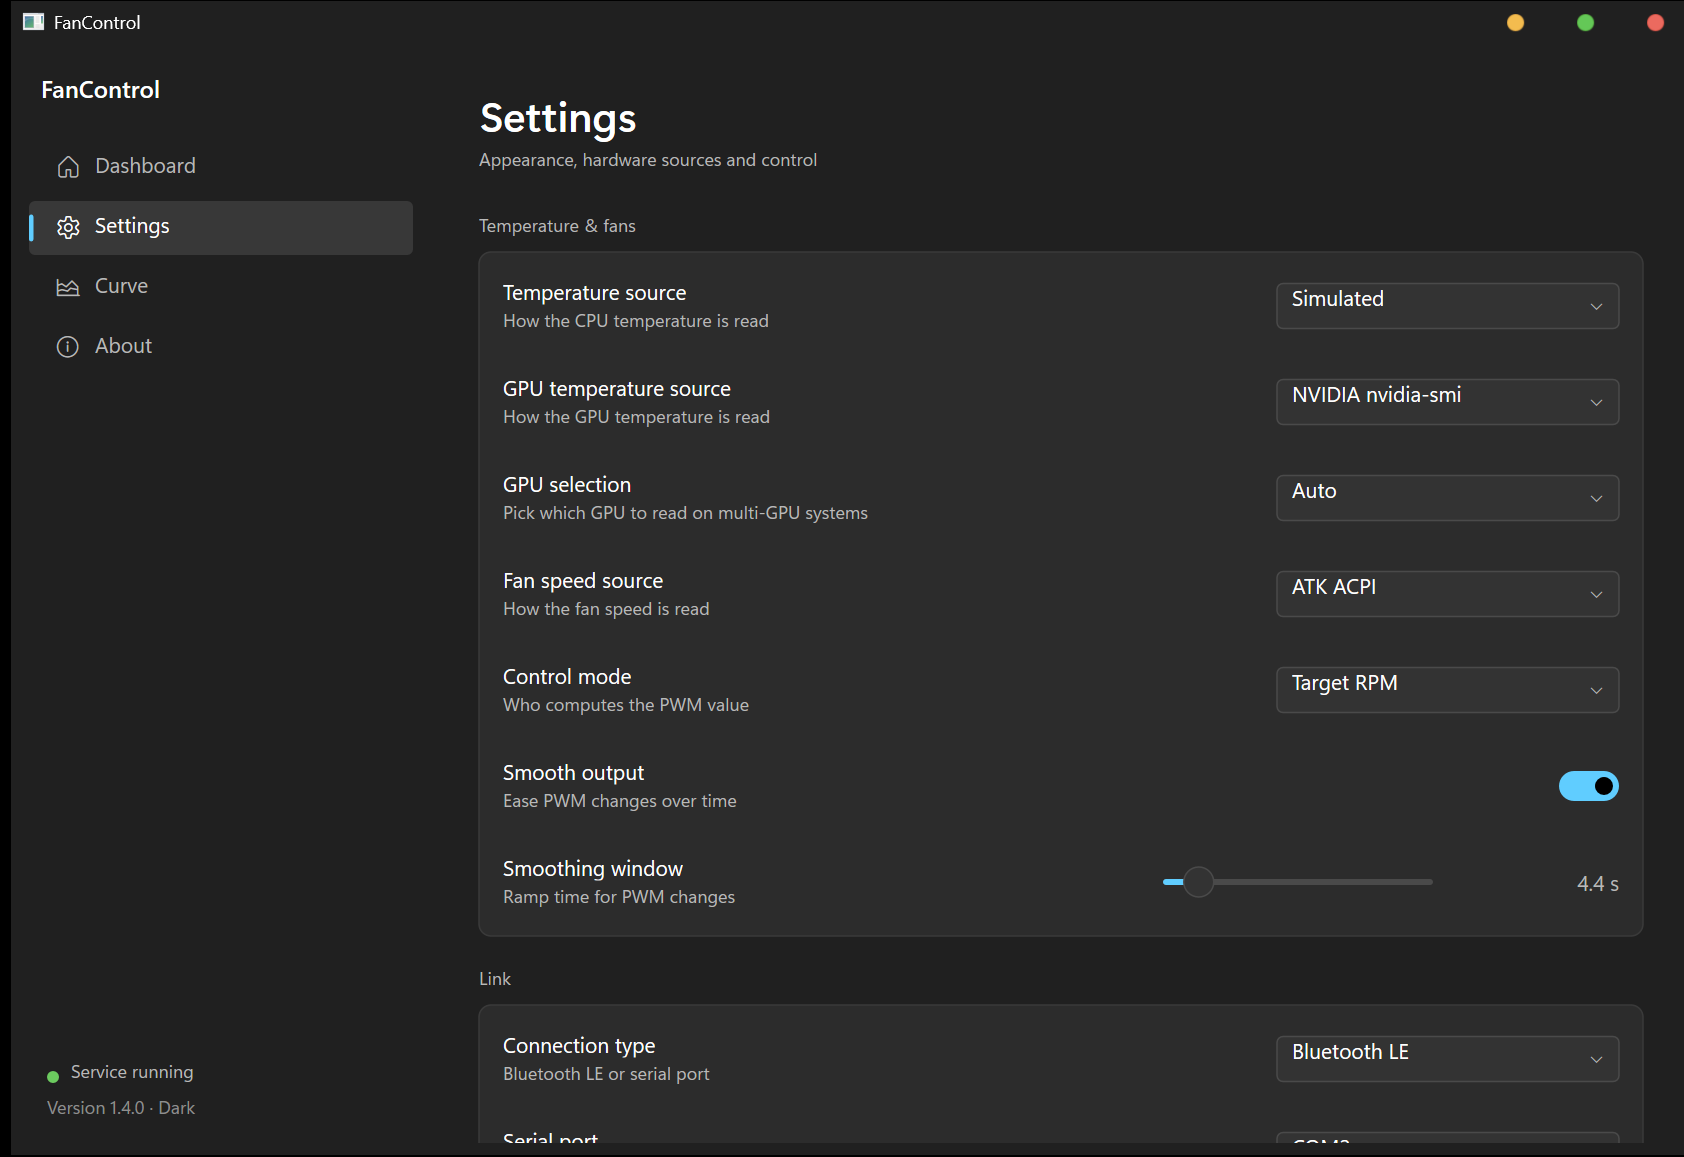 FanControl
FanControl
Dashboard
Settings
Curve
About
Service running
Version 1.4.0 · Dark
Settings
Appearance, hardware sources and control
Temperature & fans
Temperature source
How the CPU temperature is read
Simulated
GPU temperature source
How the GPU temperature is read
NVIDIA nvidia-smi
GPU selection
Pick which GPU to read on multi-GPU systems
Auto
Fan speed source
How the fan speed is read
ATK ACPI
Control mode
Who computes the PWM value
Target RPM
Smooth output
Ease PWM changes over time
Smoothing window
Ramp time for PWM changes
4.4 s
Link
Connection type
Bluetooth LE or serial port
Bluetooth LE
Serial port